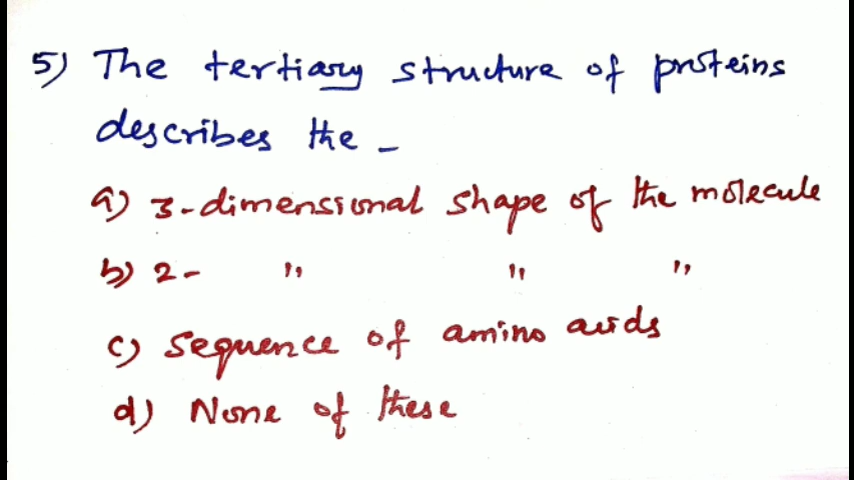 5) The tertiary structure of proteins
describes the -
a) 3-dimensional shape of the molecule
b) 2- " " "
c) Sequence of amino acids
d) None of these